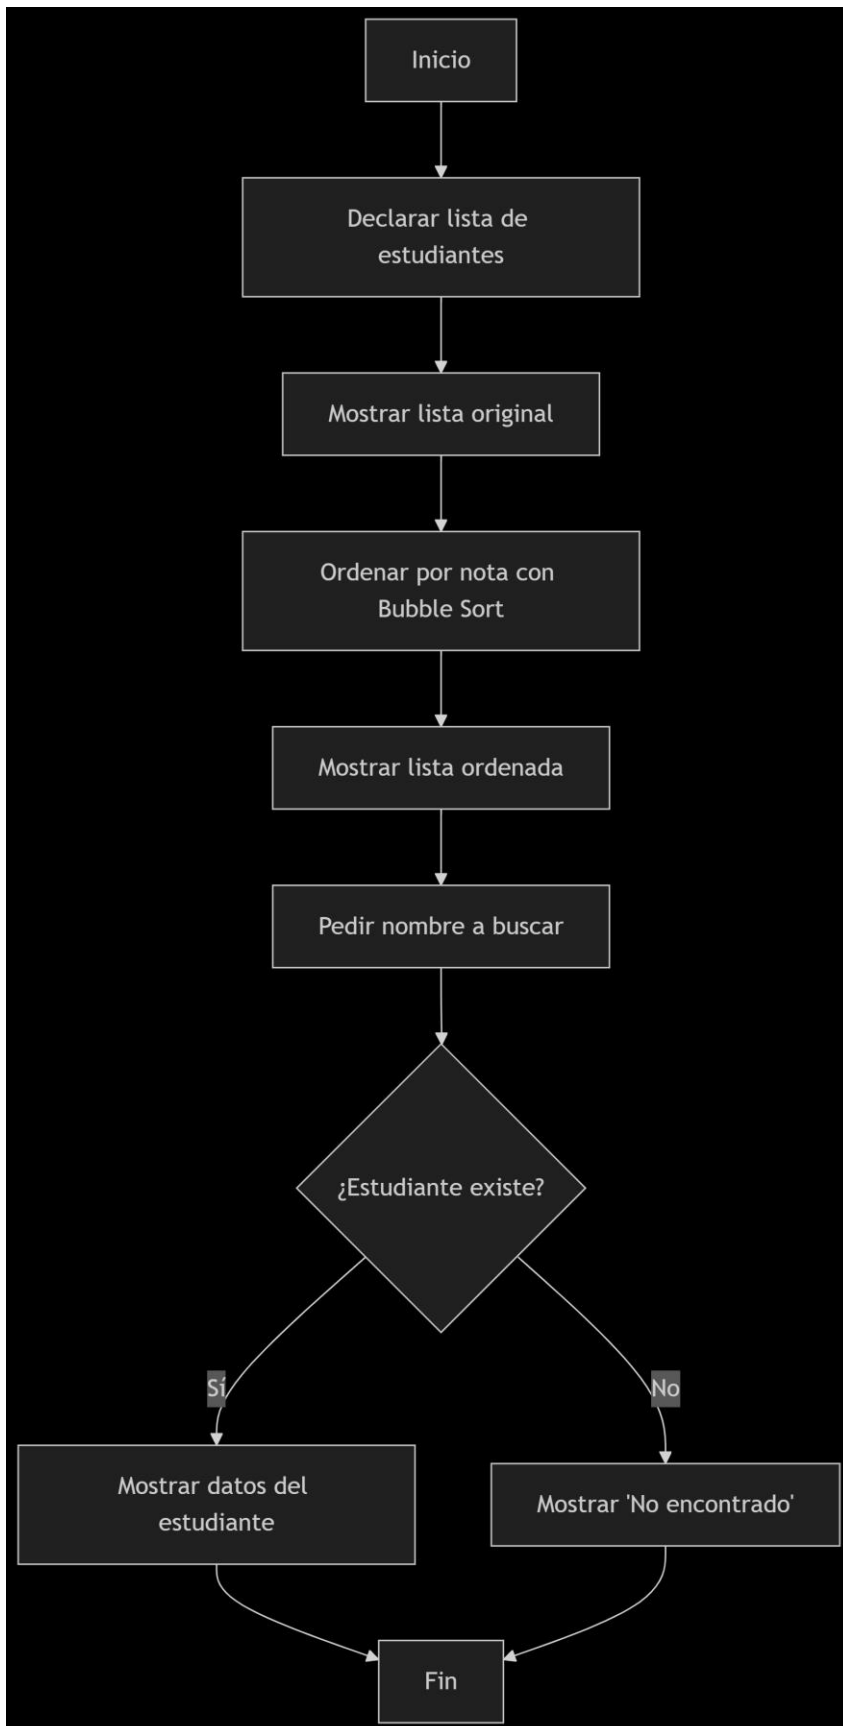 Inicio
Declarar lista de
estudiantes
Mostrar lista original
Ordenar por nota con
Bubble Sort
Mostrar lista ordenada
Pedir nombre a buscar
¿Estudiante existe?
Sí
No
Mostrar datos del
estudiante
Mostrar 'No encontrado'
Fin